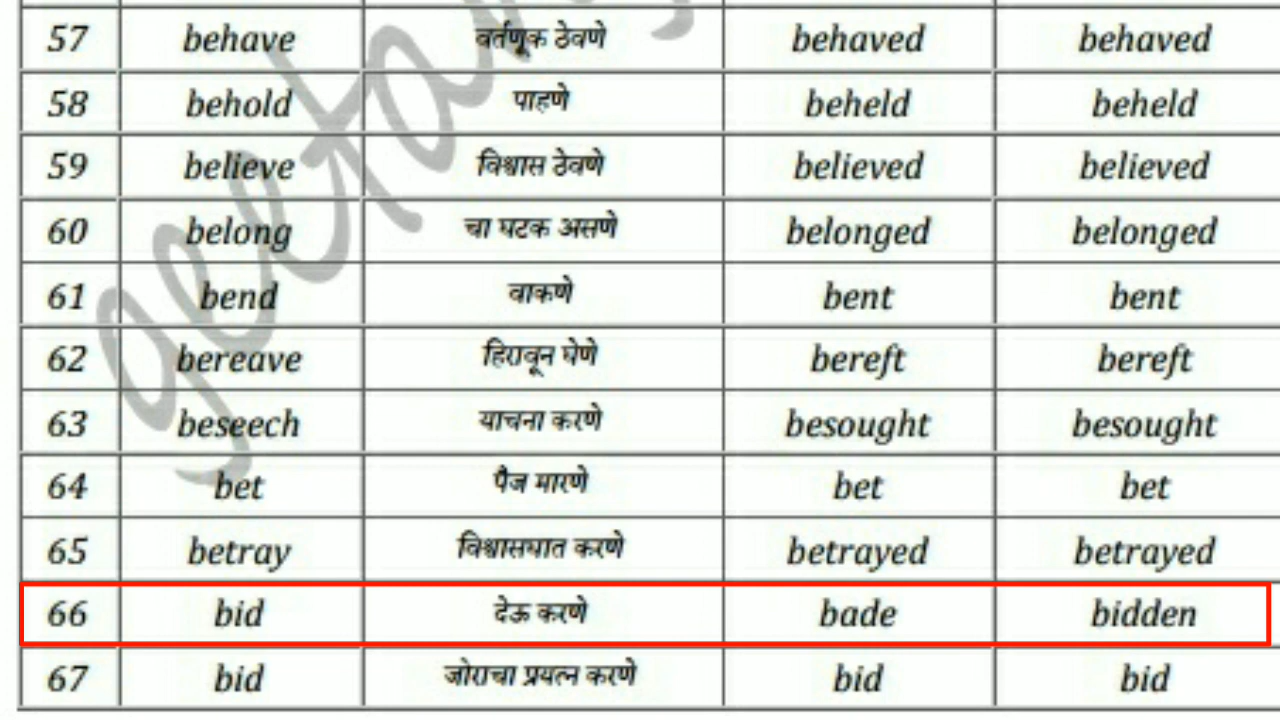 57 behave वर्तणूक ठेवणे behaved behaved
58 behold पाहणे beheld beheld
59 believe विश्वास ठेवणे believed believed
60 belong चा घटक असणे belonged belonged
61 bend वाकणे bent bent
62 bereave हिरावून घेणे bereft bereft
63 beseech याचना करणे besought besought
64 bet पैज मारणे bet bet
65 betray विश्वासघात करणे betrayed betrayed
66 bid देऊ करणे bade bidden
67 bid जोराचा प्रयत्न करणे bid bid